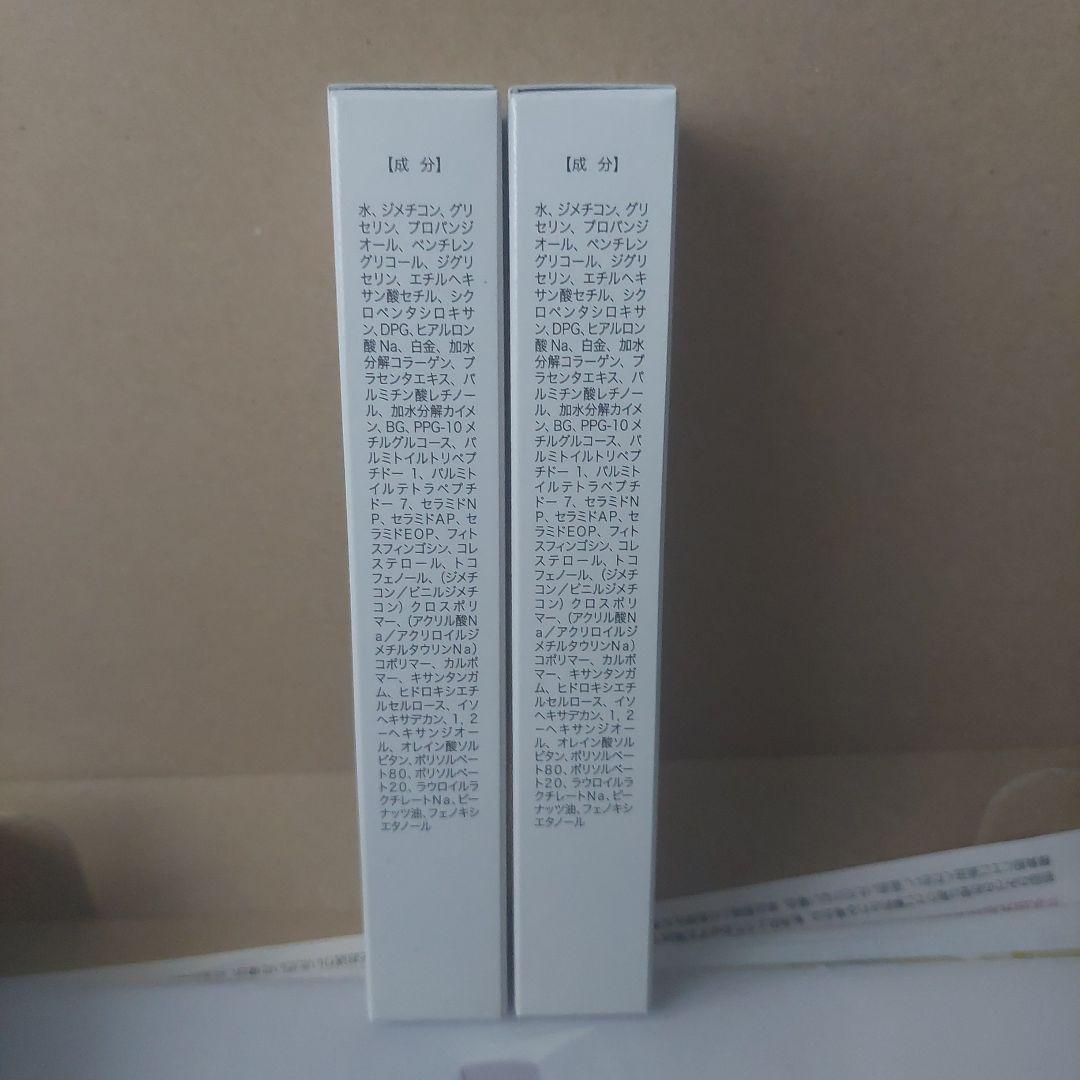 【成 分】
水、ジメチコン、グリ
セリン、プロパンジ
オール、ペンチレン
グリコール、ジグリ
セリン、エチルヘキ
サン酸セチル、シク
ロペンタシロキサ
ン、DPG、ヒアルロン
酸Na、白金、加水
分解コラーゲン、プ
ラセンタエキス、パ
ルミチン酸レチノー
ル、加水分解カイメ
ン、BG、PPG-10メ
チルグルコース、パ
ルミトイルトリペプ
チドー1、パルミト
イルテトラペプチ
ドー7、セラミドN
P、セラミドAP、セ
ラミドEOP、フィト
スフィンゴシン、コレ
ステロール、トコ
フェノール、(ジメチ
コン/ビニルジメチ
コン)クロスポリ
マー、(アクリル酸N
a/アクリロイルジ
メチルタウリンNa)
コポリマー、カルボ
マー、キサンタンガ
ム、ヒドロキシエチ
ルセルロース、イソ
ヘキサデカン、1,2
-ヘキサンジオー
ル、オレイン酸ソル
ビタン、ポリソルベー
ト80、ポリソルベー
ト20、ラウロイルラ
クチレートNa、ピー
ナッツ油、フェノキシ
エタノール
【成 分】
水、ジメチコン、グリ
セリン、プロパンジ
オール、ペンチレン
グリコール、ジグリ
セリン、エチルヘキ
サン酸セチル、シク
ロペンタシロキサ
ン、DPG、ヒアルロン
酸Na、白金、加水
分解コラーゲン、プ
ラセンタエキス、パ
ルミチン酸レチノー
ル、加水分解カイメ
ン、BG、PPG-10メ
チルグルコース、パ
ルミトイルトリペプ
チドー1、パルミト
イルテトラペプチ
ドー7、セラミドN
P、セラミドAP、セ
ラミドEOP、フィト
スフィンゴシン、コレ
ステロール、トコ
フェノール、(ジメチ
コン/ビニルジメチ
コン)クロスポリ
マー、(アクリル酸N
a/アクリロイルジ
メチルタウリンNa)
コポリマー、カルボ
マー、キサンタンガ
ム、ヒドロキシエチ
ルセルロース、イソ
ヘキサデカン、1,2
-ヘキサンジオー
ル、オレイン酸ソル
ビタン、ポリソルベー
ト80、ポリソルベー
ト20、ラウロイルラ
クチレートNa、ピー
ナッツ油、フェノキシ
エタノール